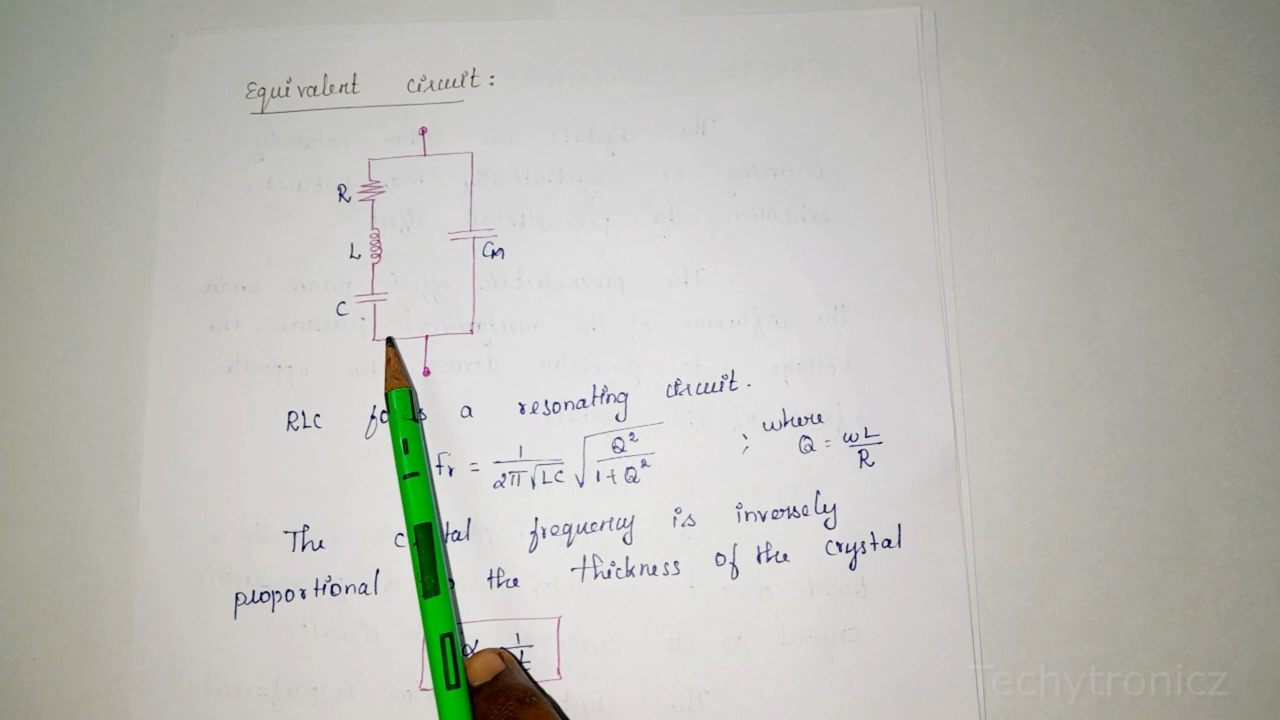 Equivalent circuit:
R
L
C
CM
RLC a resonating circuit.
fr = 1/(2π√LC) √(Q²/(1+Q²)) ; where Q = ωL/R
The frequency is inversely
proportional the thickness of the crystal
∝ 1/t
Techytronicz